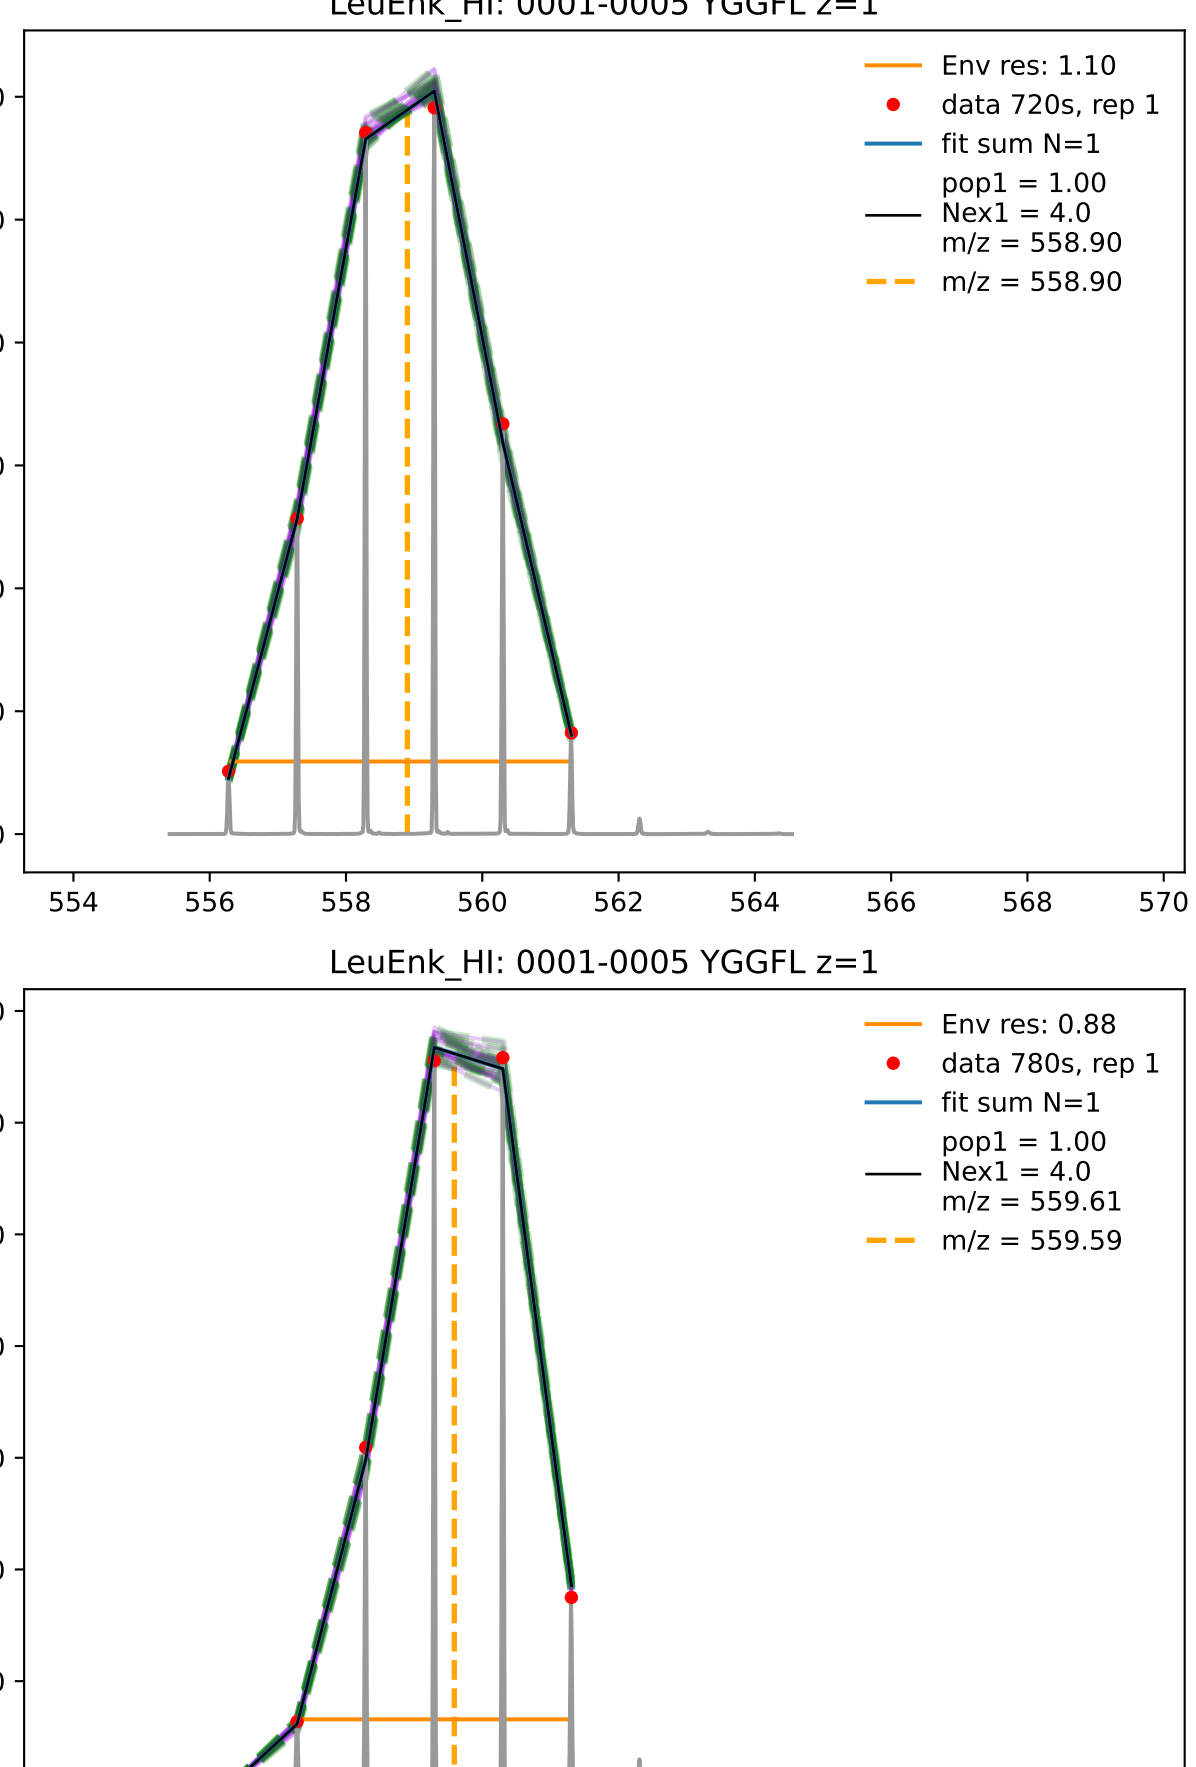 LeuEnk_HI: 0001-0005 YGGFL z=1
Env res: 1.10
data 720s, rep 1
fit sum N=1
pop1 = 1.00
Nex1 = 4.0
m/z = 558.90
m/z = 558.90
554 556 558 560 562 564 566 568 570
LeuEnk_HI: 0001-0005 YGGFL z=1
Env res: 0.88
data 780s, rep 1
fit sum N=1
pop1 = 1.00
Nex1 = 4.0
m/z = 559.61
m/z = 559.59